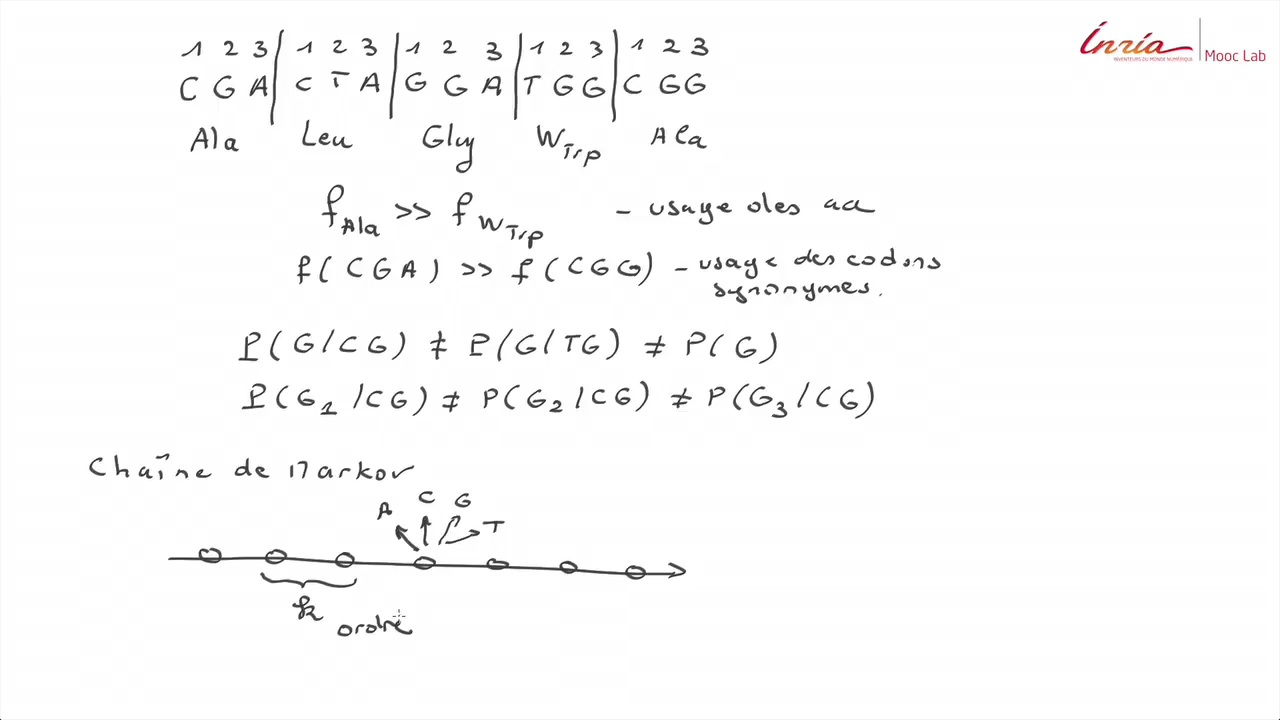 1 2 3 | 1 2 3 | 1 2 3 | 1 2 3 | 1 2 3
C G A | C T A | G G A | T G G | C G G
Ala Leu Gly W Trp Ala
f Ala >> f W Trp - usage des aa
f(CGA) >> f(CGG) - usage des codons
synonymes.
P(G/CG) ≠ P(G/TG) ≠ P(G)
P(G1/CG) ≠ P(G2/CG) ≠ P(G3/CG)
Chaîne de Markov
A C G T
k
ordre
Inria
INVENTEURS DU MONDE NUMÉRIQUE
Mooc Lab